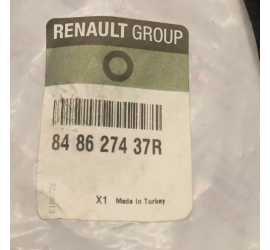 RENAULT GROUP
84 86 274 37R
X1 Made in Turkey